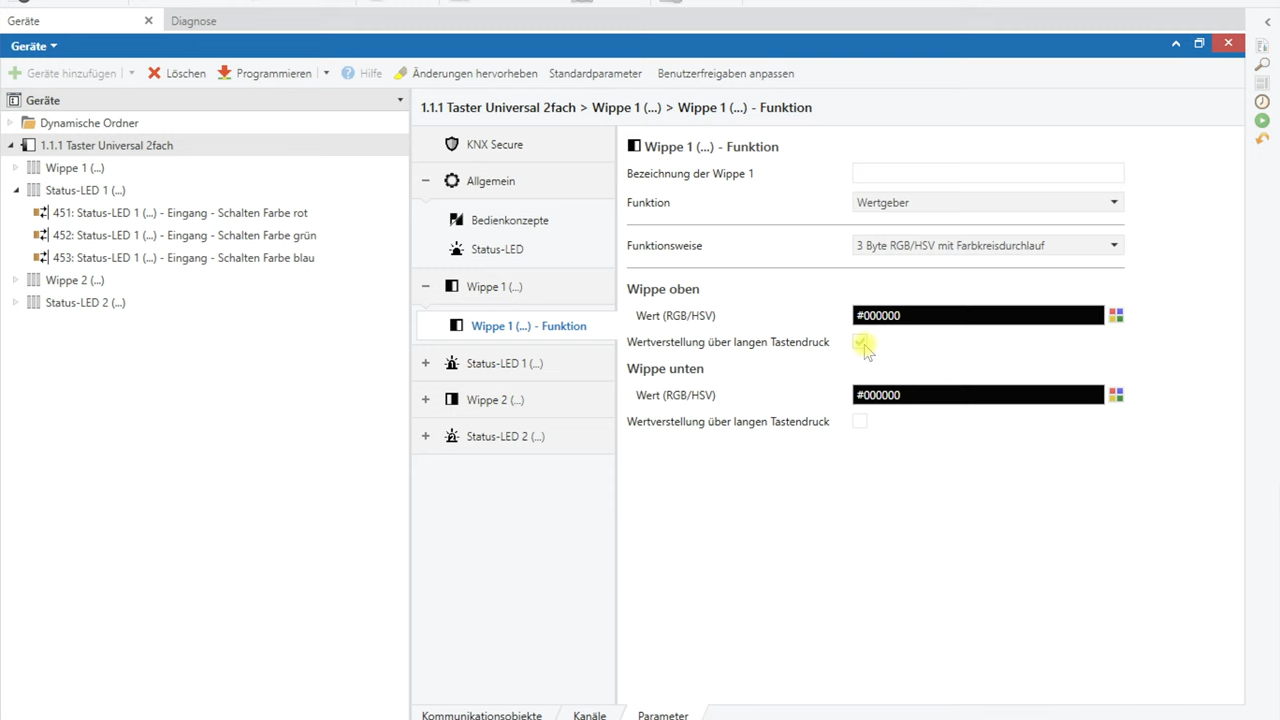 Geräte
Diagnose
Geräte
Geräte hinzufügen
Löschen
Programmieren
Hilfe
Änderungen hervorheben
Standardparameter
Benutzerfreigaben anpassen
Geräte
Dynamische Ordner
1.1.1 Taster Universal 2fach
Wippe 1 (...)
Status-LED 1 (...)
451: Status-LED 1 (...) - Eingang - Schalten Farbe rot
452: Status-LED 1 (...) - Eingang - Schalten Farbe grün
453: Status-LED 1 (...) - Eingang - Schalten Farbe blau
Wippe 2 (...)
Status-LED 2 (...)
1.1.1 Taster Universal 2fach > Wippe 1 (...) > Wippe 1 (...) - Funktion
KNX Secure
Allgemein
Bedienkonzepte
Status-LED
Wippe 1 (...)
Wippe 1 (...) - Funktion
Status-LED 1 (...)
Wippe 2 (...)
Status-LED 2 (...)
Wippe 1 (...) - Funktion
Bezeichnung der Wippe 1
Funktion Wertgeber
Funktionsweise 3 Byte RGB/HSV mit Farbkreisdurchlauf
Wippe oben
Wert (RGB/HSV) #000000
Wertverstellung über langen Tastendruck
Wippe unten
Wert (RGB/HSV) #000000
Wertverstellung über langen Tastendruck
Kommunikationsobjekte
Kanäle
Parameter